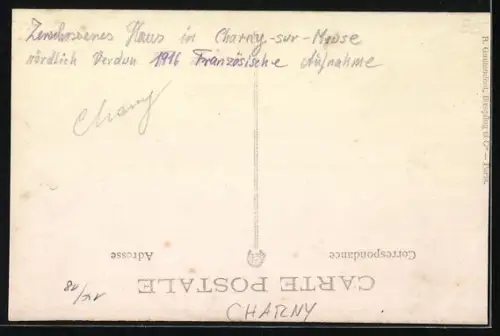 Zerschossenes Haus in Charny-sur-Meuse
nördlich Verdun 1916 Französische Aufnahme
Charny
Correspondance
Adresse
CARTE POSTALE
CHARNY